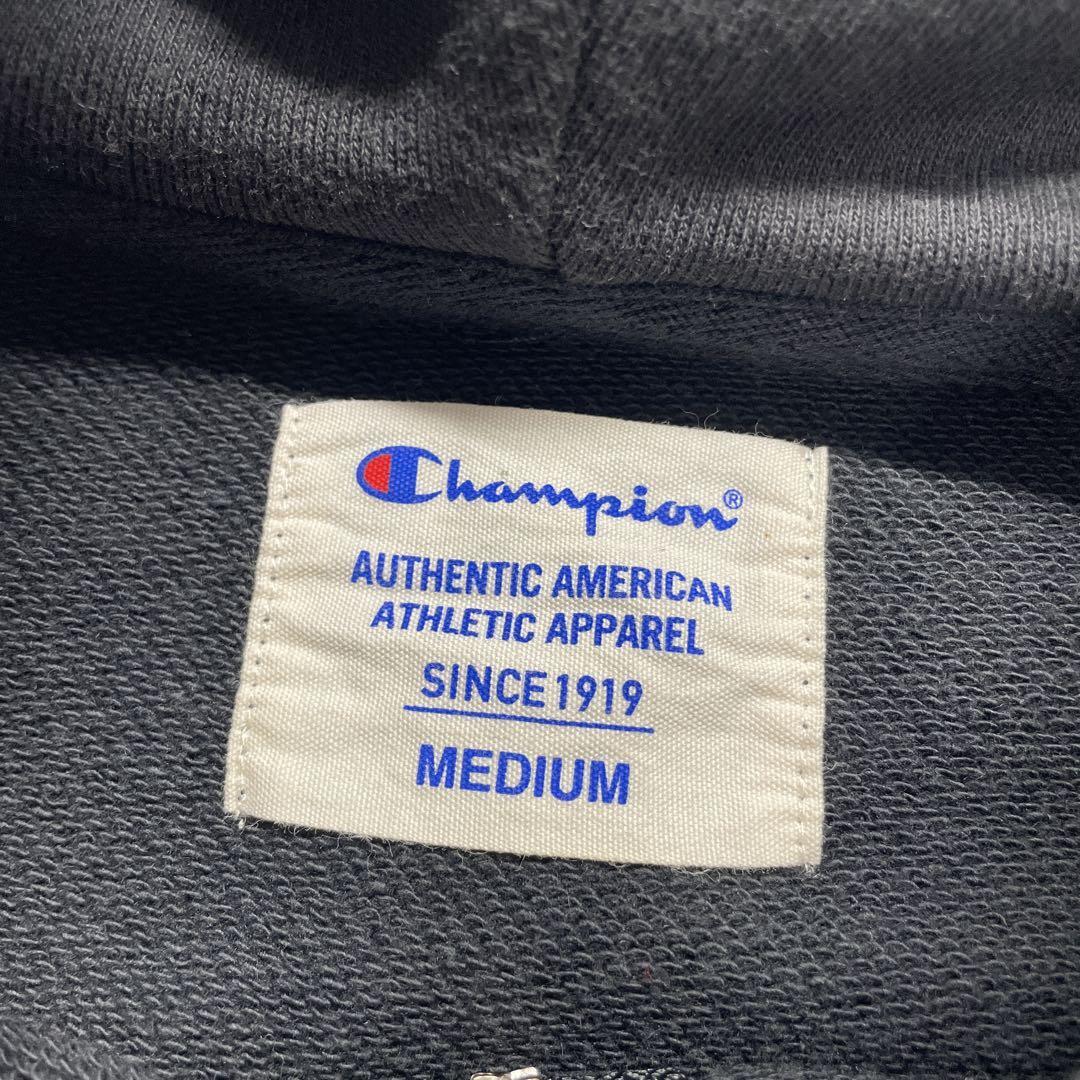 Champion®
AUTHENTIC AMERICAN
ATHLETIC APPAREL
SINCE 1919
MEDIUM